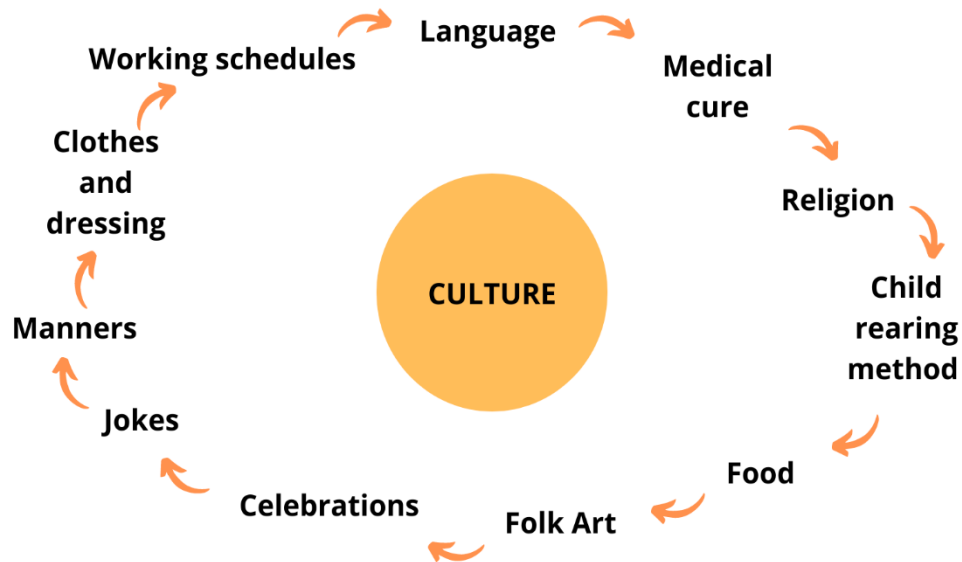 Language
Medical
cure
Religion
Child
rearing
method
Food
Folk Art
Celebrations
Jokes
Manners
Clothes
and
dressing
Working schedules
CULTURE